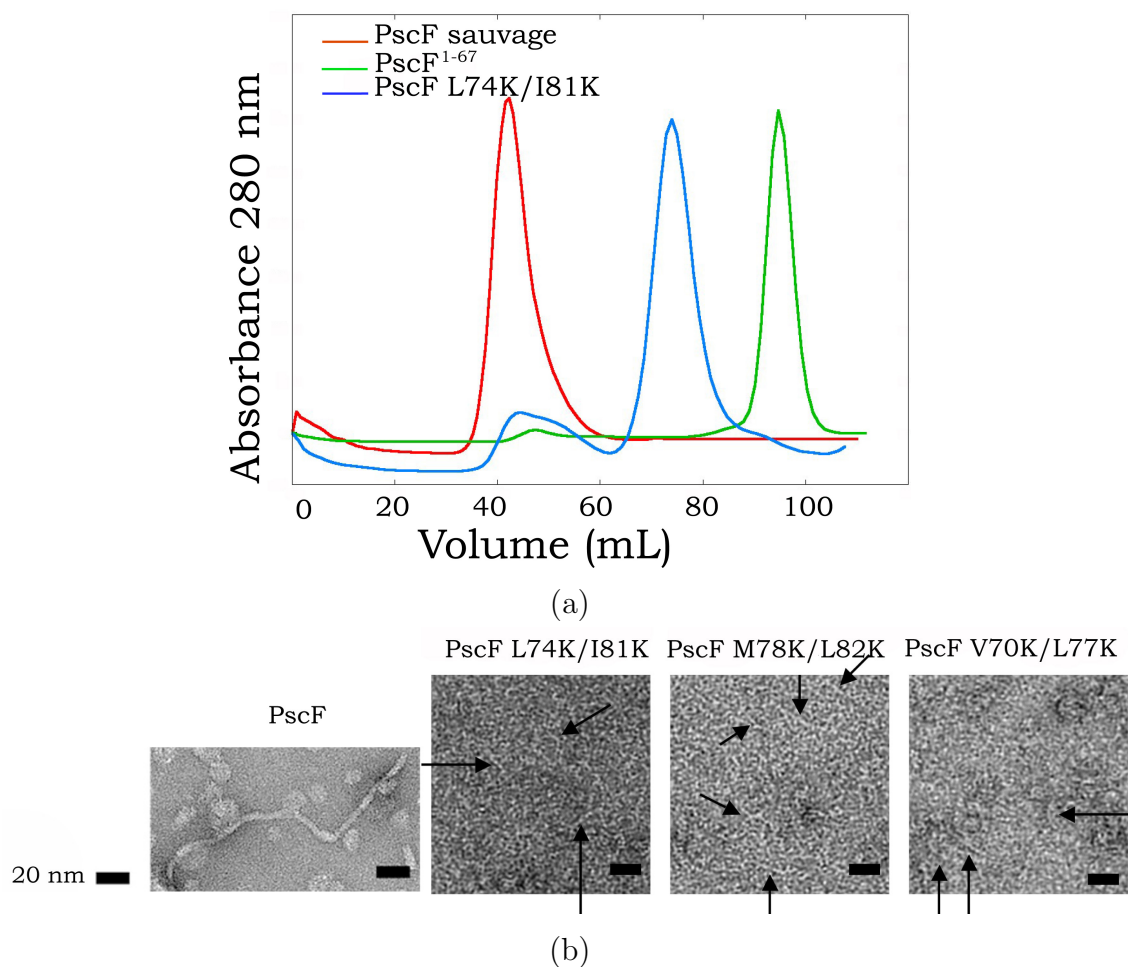 PscF sauvage
PscF1-67
PscF L74K/I81K
Absorbance 280 nm
0 20 40 60 80 100
Volume (mL)
(a)
PscF L74K/I81K PscF M78K/L82K PscF V70K/L77K
PscF
20 nm
(b)